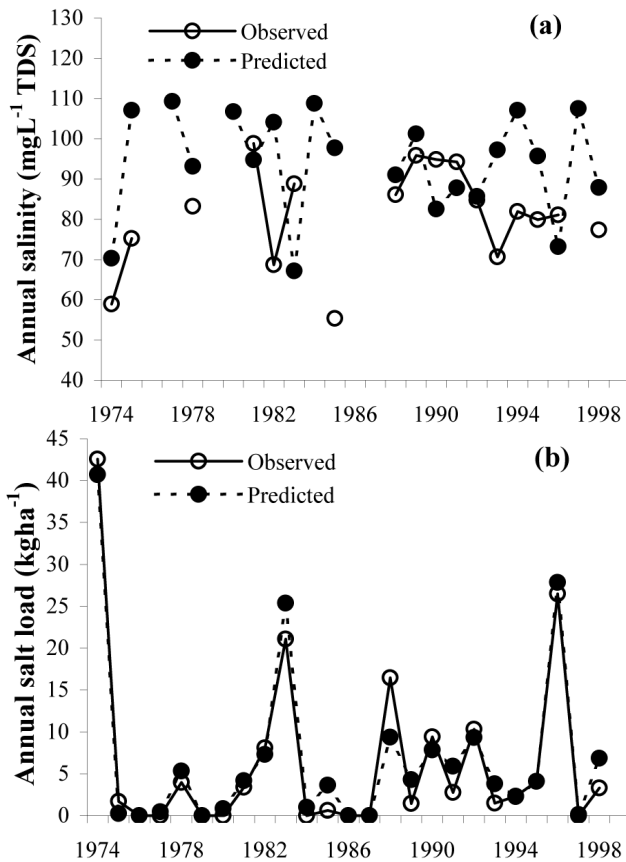 (a)
Observed
Predicted
Annual salinity (mgL⁻¹ TDS)
130
120
110
100
90
80
70
60
50
40
1974 1978 1982 1986 1990 1994 1998
(b)
Observed
Predicted
Annual salt load (kgha⁻¹)
45
40
35
30
25
20
15
10
5
0
1974 1978 1982 1986 1990 1994 1998